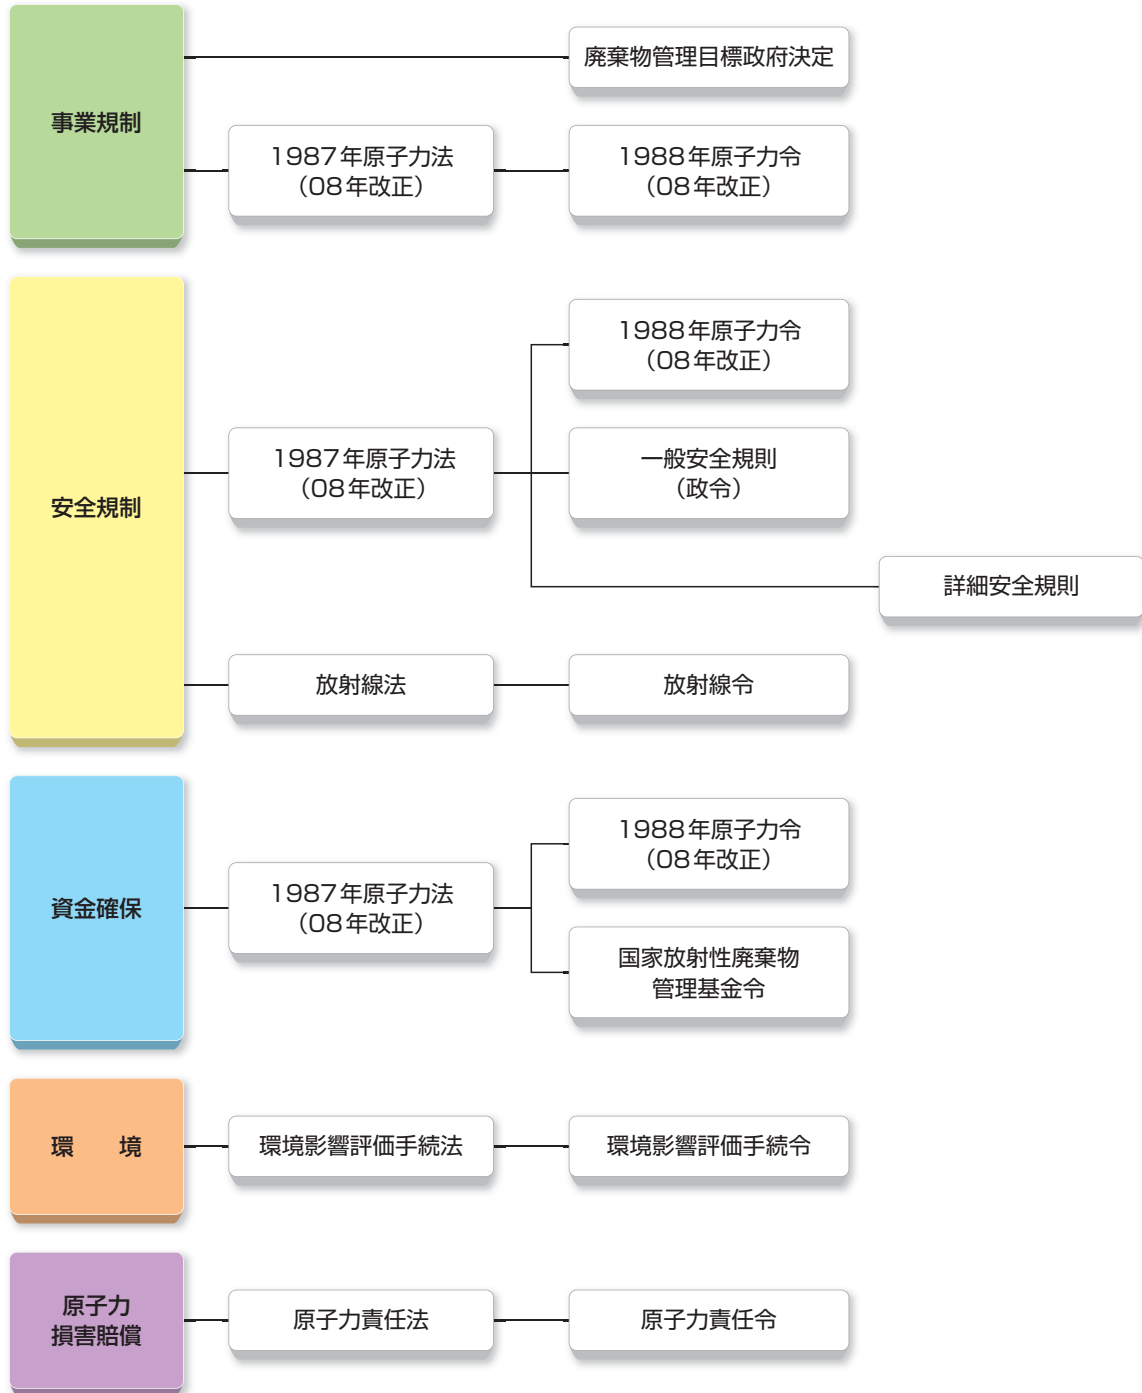 事業規制
廃棄物管理目標政府決定
1987年原子力法
（08年改正）
1988年原子力令
（08年改正）
安全規制
1987年原子力法
（08年改正）
1988年原子力令
（08年改正）
一般安全規則
（政令）
詳細安全規則
放射線法
放射線令
資金確保
1987年原子力法
（08年改正）
1988年原子力令
（08年改正）
国家放射性廃棄物
管理基金令
環　境
環境影響評価手続法
環境影響評価手続令
原子力
損害賠償
原子力責任法
原子力責任令